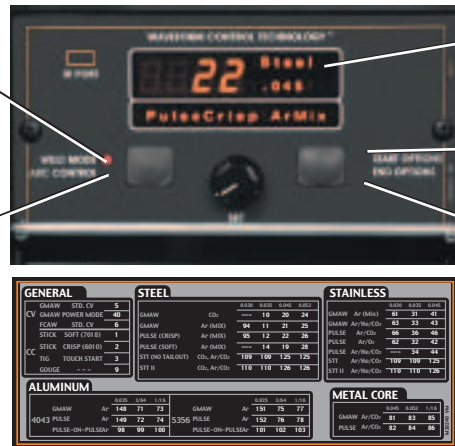 WAVEFORM CONTROL TECHNOLOGY ™
IR PORT
22 Steel
.045
PulseCrisp ArMix
WELD MODE
ARC CONTROL
START OPTIONS
END OPTIONS
SET
GENERAL
CV GMAW STD. CV 5
GMAW POWER MODE 40
FCAW STD. CV 6
CC STICK SOFT (7018) 1
STICK CRISP (6010) 2
TIG TOUCH START 3
GOUGE - - - 9
STEEL
0.030 0.035 0.045 0.052
GMAW CO₂ --- 10 20 24
GMAW Ar (MIX) 94 11 21 25
PULSE (CRISP) Ar (MIX) 95 12 22 26
PULSE (SOFT) Ar (MIX) --- 14 19 28
STT (NO TAILOUT) CO₂, Ar/CO₂ 109 109 125 125
STT II CO₂, Ar/CO₂ 110 110 126 126
STAINLESS
0.030 0.035 0.045
GMAW Ar (Mix) 61 31 41
GMAW Ar/He/CO₂ 63 33 43
PULSE Ar/CO₂ 66 36 46
PULSE Ar/O₂ 62 32 42
PULSE Ar/He/CO₂ --- 34 44
STT Ar/He/CO₂ 109 109 125
STT II Ar/He/CO₂ 110 110 126
ALUMINUM
0.035 3/64 1/16
4043 GMAW Ar 148 71 73
PULSE Ar 149 72 74
PULSE-ON-PULSE Ar 98 99 100
0.035 3/64 1/16
5356 GMAW Ar 151 75 77
PULSE Ar 152 76 78
PULSE-ON-PULSE Ar 101 102 103
METAL CORE
0.045 0.052 1/16
GMAW Ar/CO₂ 81 83 85
PULSE Ar/CO₂ 82 84 86